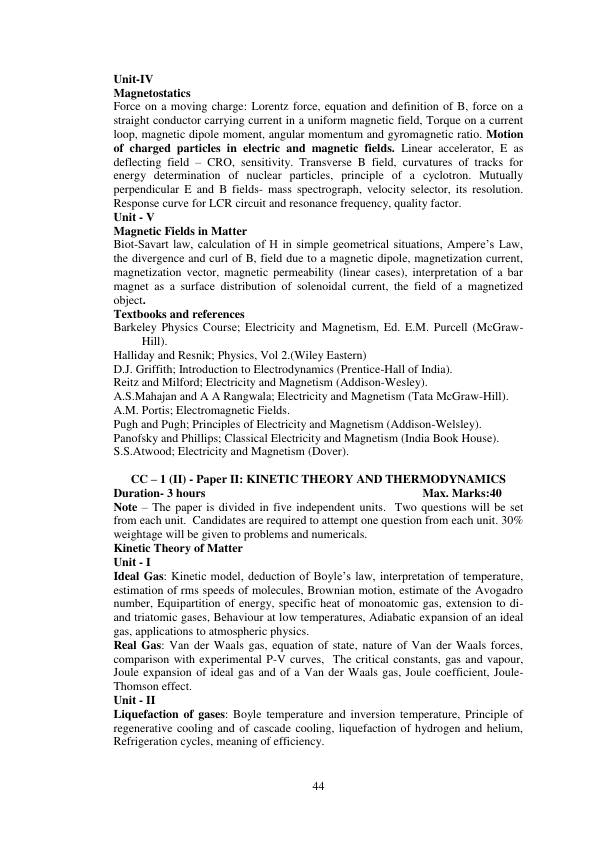 Unit-IV
Magnetostatics
Force on a moving charge: Lorentz force, equation and definition of B, force on a
straight conductor carrying current in a uniform magnetic field, Torque on a current
loop, magnetic dipole moment, angular momentum and gyromagnetic ratio. Motion
of charged particles in electric and magnetic fields. Linear accelerator, E as
deflecting field – CRO, sensitivity. Transverse B field, curvatures of tracks for
energy determination of nuclear particles, principle of a cyclotron. Mutually
perpendicular E and B fields- mass spectrograph, velocity selector, its resolution.
Response curve for LCR circuit and resonance frequency, quality factor.
Unit - V
Magnetic Fields in Matter
Biot-Savart law, calculation of H in simple geometrical situations, Ampere’s Law,
the divergence and curl of B, field due to a magnetic dipole, magnetization current,
magnetization vector, magnetic permeability (linear cases), interpretation of a bar
magnet as a surface distribution of solenoidal current, the field of a magnetized
object.
Textbooks and references
Barkeley Physics Course; Electricity and Magnetism, Ed. E.M. Purcell (McGraw-
Hill).
Halliday and Resnik; Physics, Vol 2.(Wiley Eastern)
D.J. Griffith; Introduction to Electrodynamics (Prentice-Hall of India).
Reitz and Milford; Electricity and Magnetism (Addison-Wesley).
A.S.Mahajan and A A Rangwala; Electricity and Magnetism (Tata McGraw-Hill).
A.M. Portis; Electromagnetic Fields.
Pugh and Pugh; Principles of Electricity and Magnetism (Addison-Welsley).
Panofsky and Phillips; Classical Electricity and Magnetism (India Book House).
S.S.Atwood; Electricity and Magnetism (Dover).
CC – 1 (II) - Paper II: KINETIC THEORY AND THERMODYNAMICS
Duration- 3 hours Max. Marks:40
Note – The paper is divided in five independent units. Two questions will be set
from each unit. Candidates are required to attempt one question from each unit. 30%
weightage will be given to problems and numericals.
Kinetic Theory of Matter
Unit - I
Ideal Gas: Kinetic model, deduction of Boyle’s law, interpretation of temperature,
estimation of rms speeds of molecules, Brownian motion, estimate of the Avogadro
number, Equipartition of energy, specific heat of monoatomic gas, extension to di-
and triatomic gases, Behaviour at low temperatures, Adiabatic expansion of an ideal
gas, applications to atmospheric physics.
Real Gas: Van der Waals gas, equation of state, nature of Van der Waals forces,
comparison with experimental P-V curves, The critical constants, gas and vapour,
Joule expansion of ideal gas and of a Van der Waals gas, Joule coefficient, Joule-
Thomson effect.
Unit - II
Liquefaction of gases: Boyle temperature and inversion temperature, Principle of
regenerative cooling and of cascade cooling, liquefaction of hydrogen and helium,
Refrigeration cycles, meaning of efficiency.
44